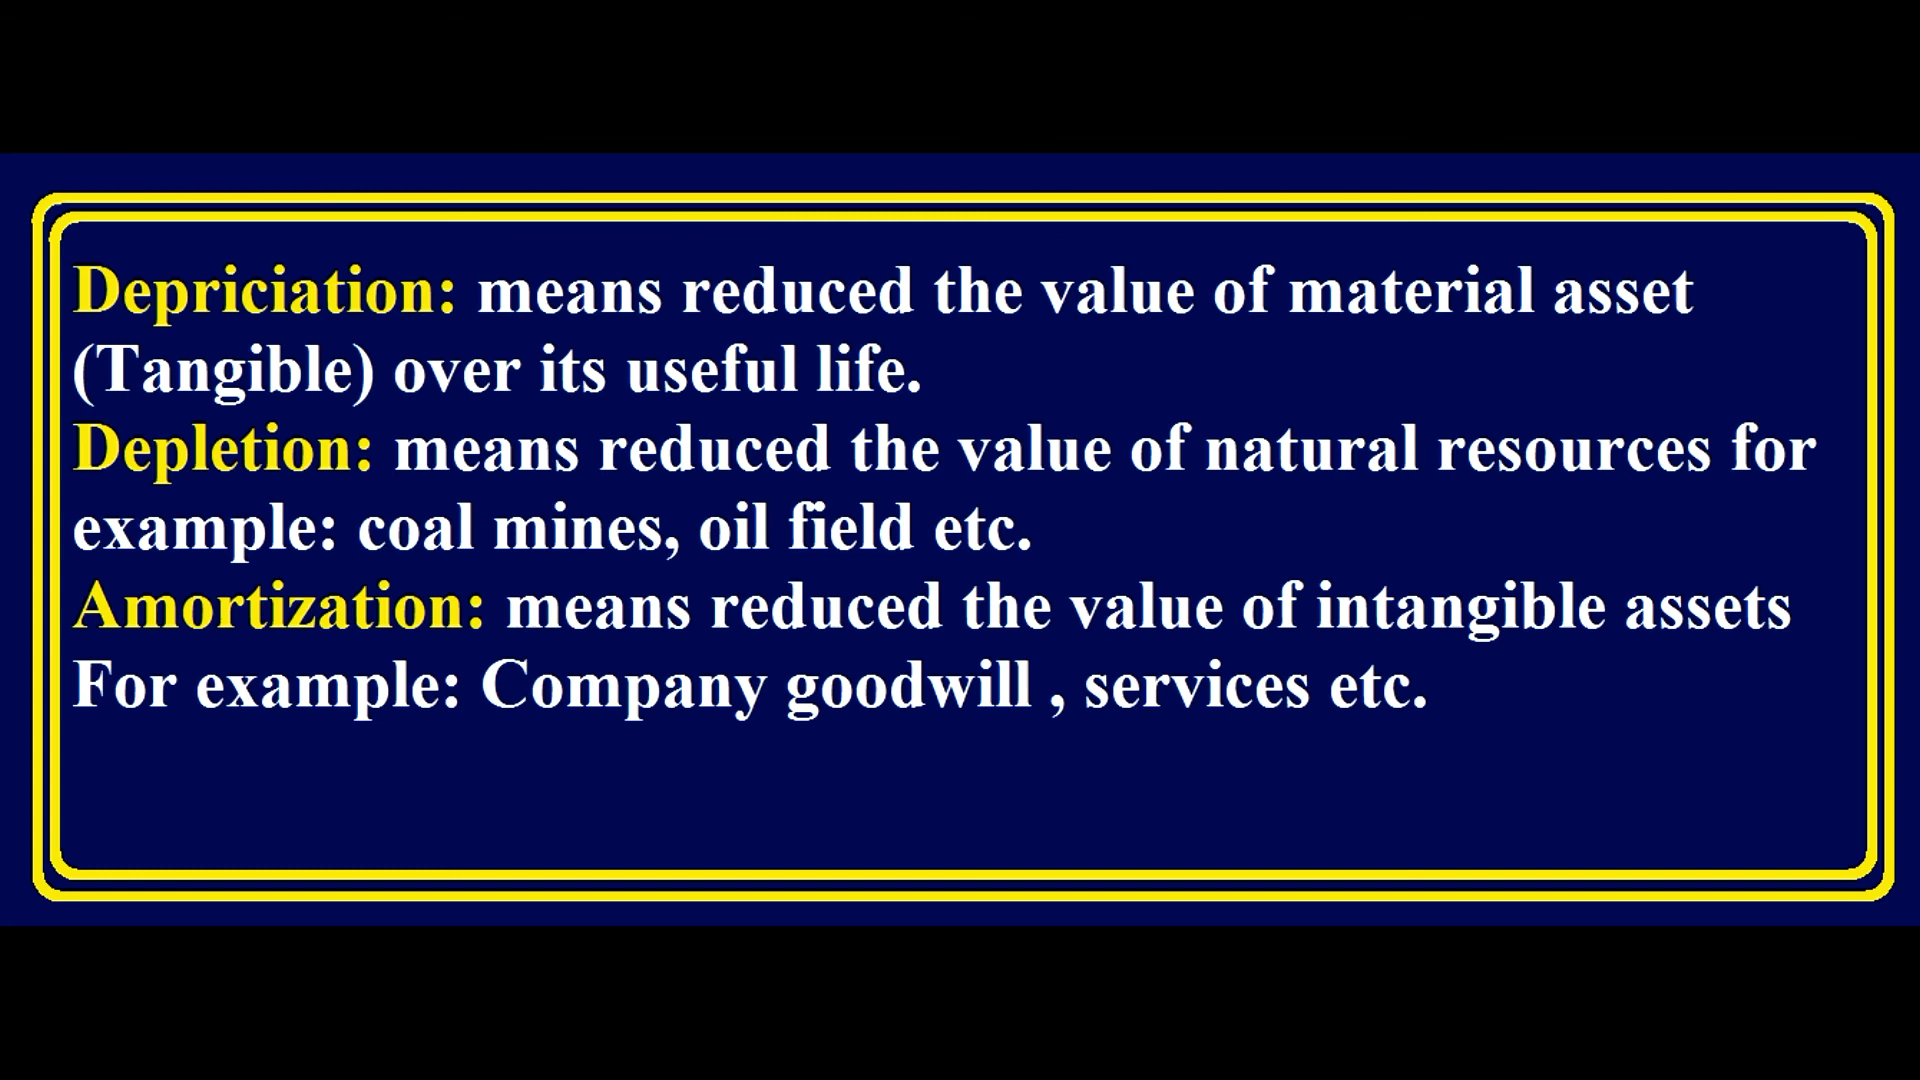 Depriciation: means reduced the value of material asset
(Tangible) over its useful life.
Depletion: means reduced the value of natural resources for
example: coal mines, oil field etc.
Amortization: means reduced the value of intangible assets
For example: Company goodwill , services etc.